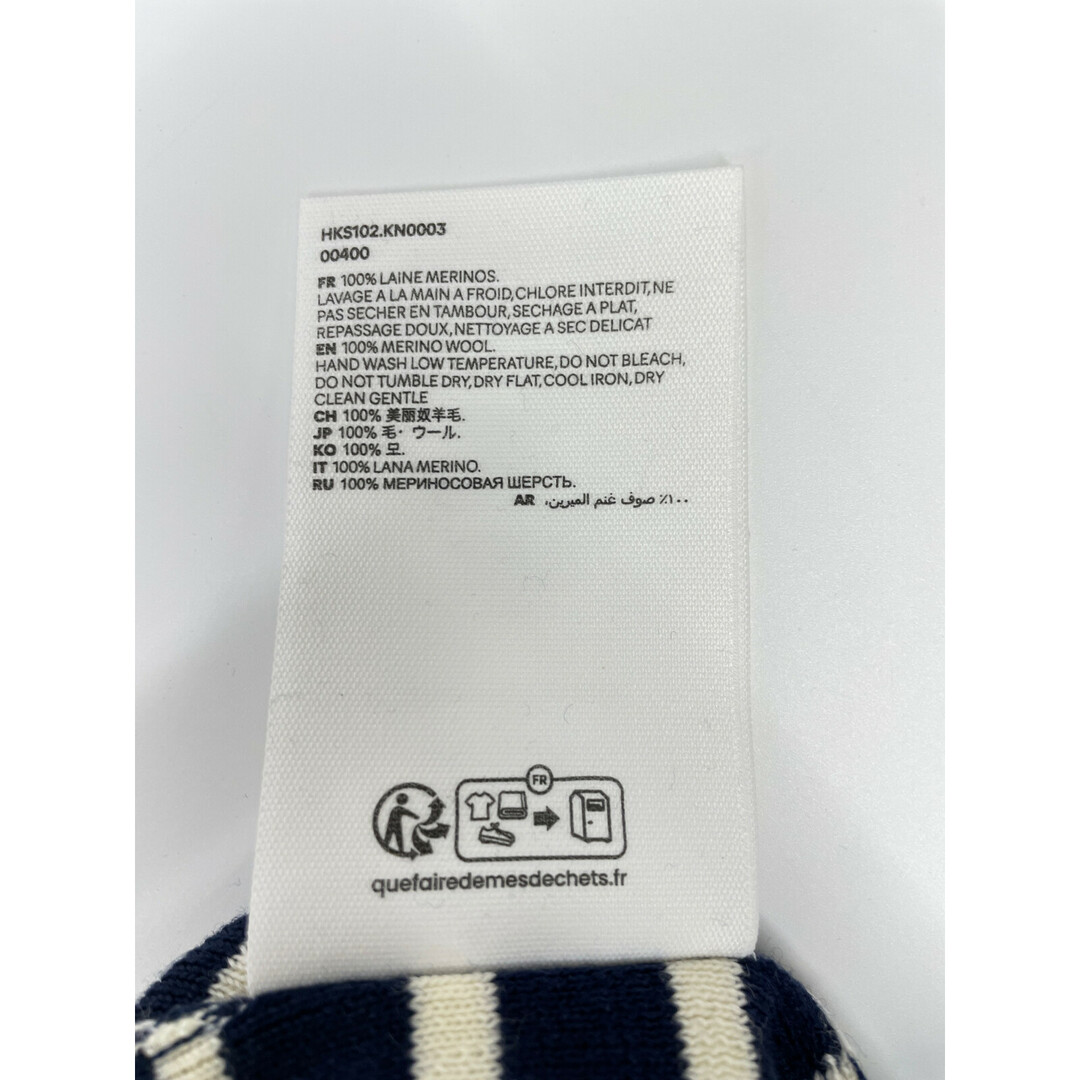 HKS102.KN0003
00400
FR 100% LAINE MERINOS.
LAVAGE A LA MAIN A FROID, CHLORE INTERDIT, NE
PAS SECHER EN TAMBOUR, SECHAGE A PLAT,
REPASSAGE DOUX, NETTOYAGE A SEC DELICAT
EN 100% MERINO WOOL.
HAND WASH LOW TEMPERATURE, DO NOT BLEACH,
DO NOT TUMBLE DRY, DRY FLAT, COOL IRON, DRY
CLEAN GENTLE
CH 100% 美丽奴羊毛.
JP 100% 毛・ウール.
KO 100% 모.
IT 100% LANA MERINO.
RU 100% МЕРИНОСОВАЯ ШЕРСТЬ.
AR ١٠٠٪ صوف غنم الميرين،
FR
quefairedemesdechets.fr